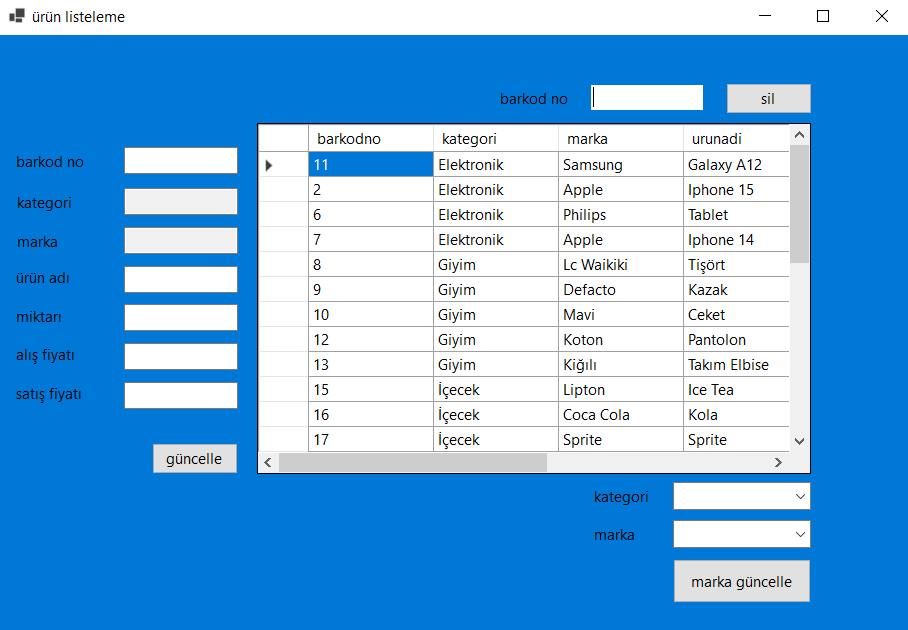 ürün listeleme
barkod no sil
barkod no
kategori
marka
ürün adı
miktarı
alış fiyatı
satış fiyatı
güncelle
barkodno kategori marka urunadi
11 Elektronik Samsung Galaxy A12
2 Elektronik Apple Iphone 15
6 Elektronik Philips Tablet
7 Elektronik Apple Iphone 14
8 Giyim Lc Waikiki Tişört
9 Giyim Defacto Kazak
10 Giyim Mavi Ceket
12 Giyim Koton Pantolon
13 Giyim Kiğılı Takım Elbise
15 İçecek Lipton Ice Tea
16 İçecek Coca Cola Kola
17 İçecek Sprite Sprite
kategori
marka
marka güncelle